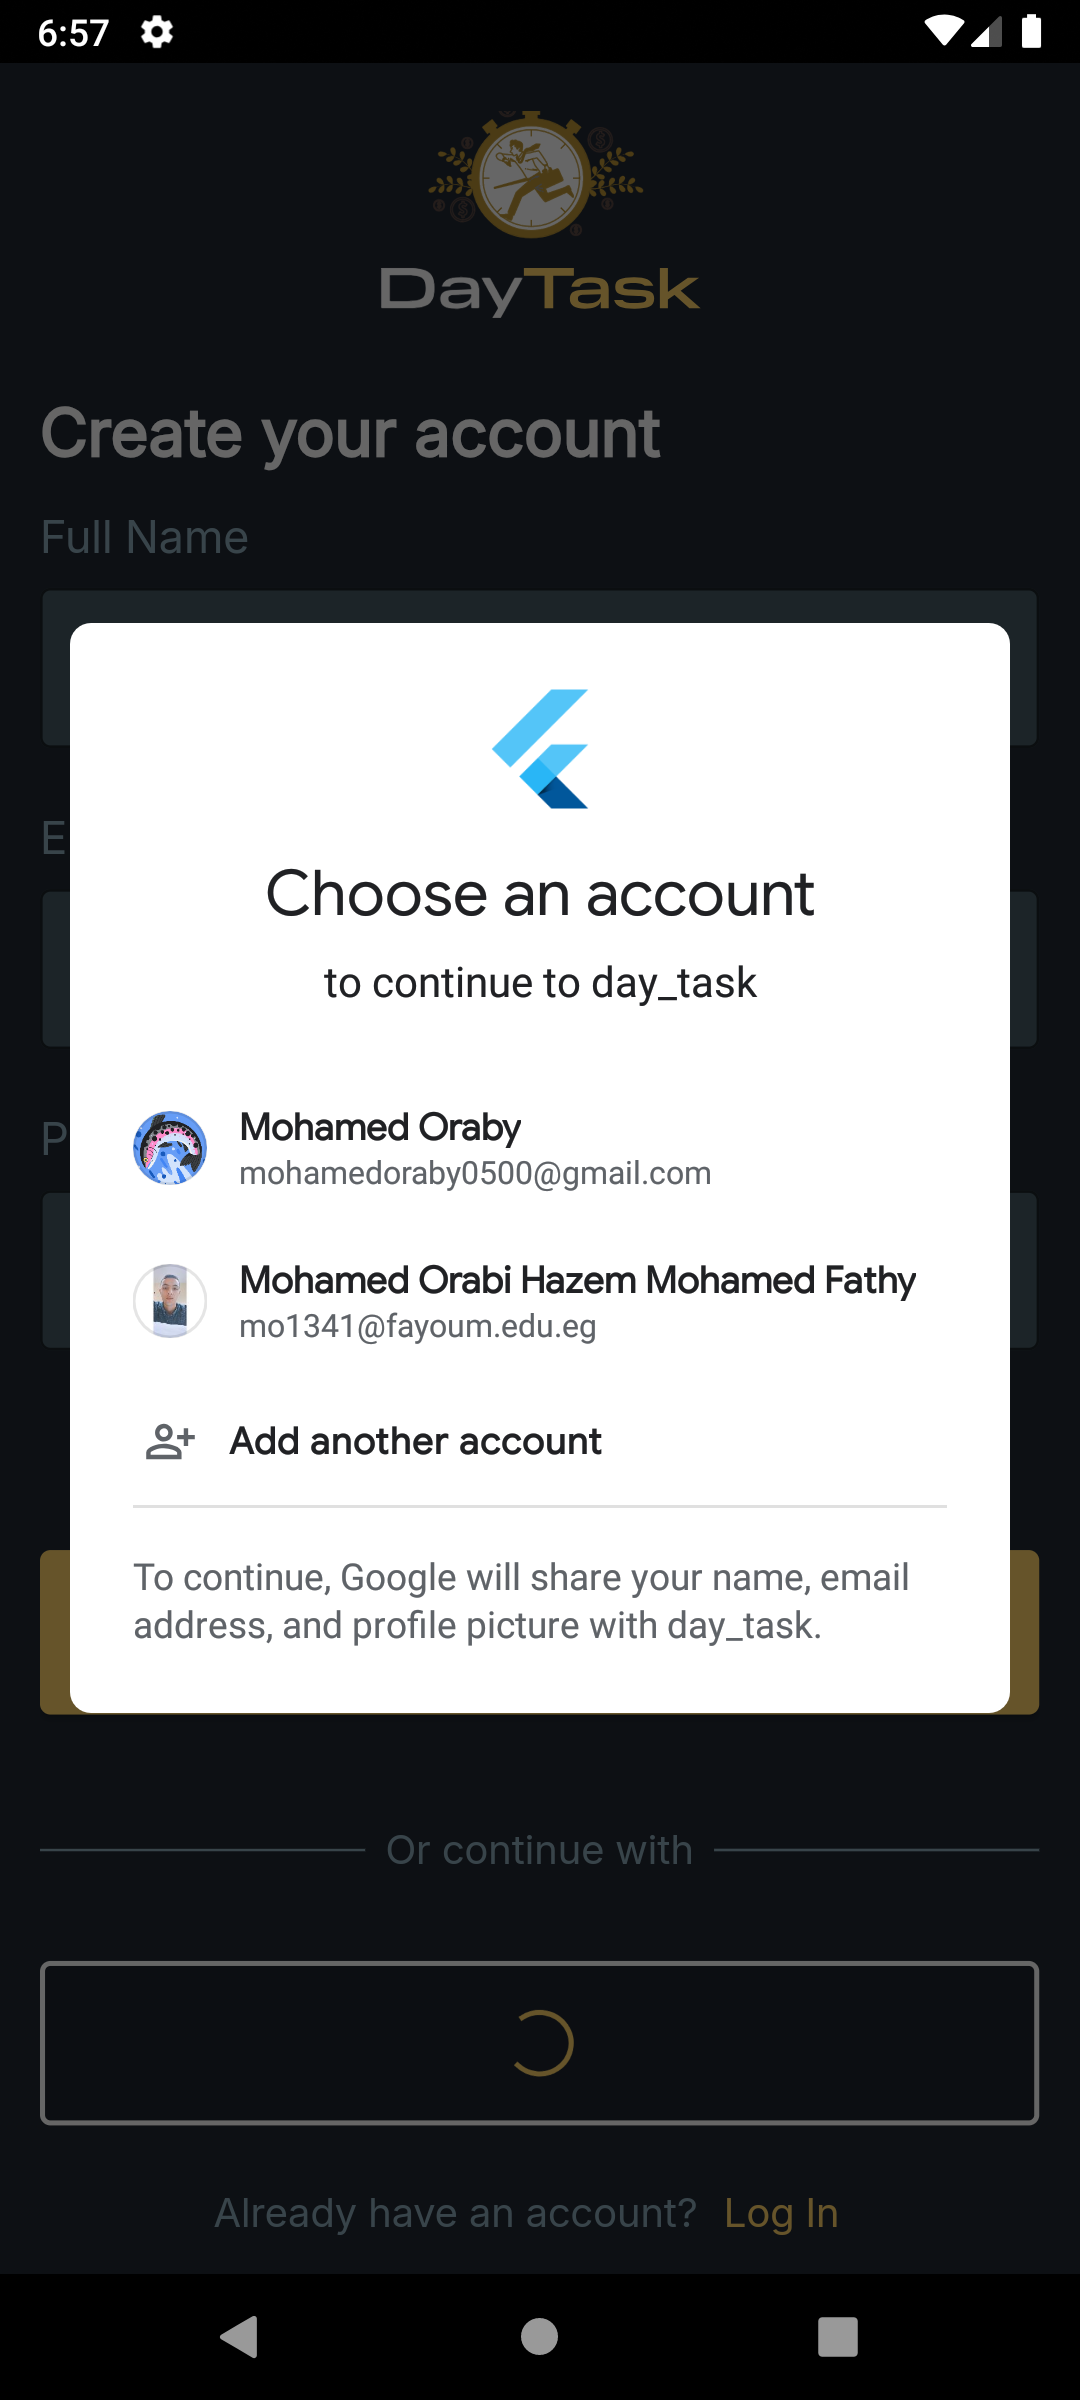 6:57
DayTask
Create your account
Full Name
E
Choose an account
to continue to day_task
P
Mohamed Oraby
mohamedoraby0500@gmail.com
Mohamed Orabi Hazem Mohamed Fathy
mo1341@fayoum.edu.eg
Add another account
To continue, Google will share your name, email
address, and profile picture with day_task.
Or continue with
Already have an account? Log In